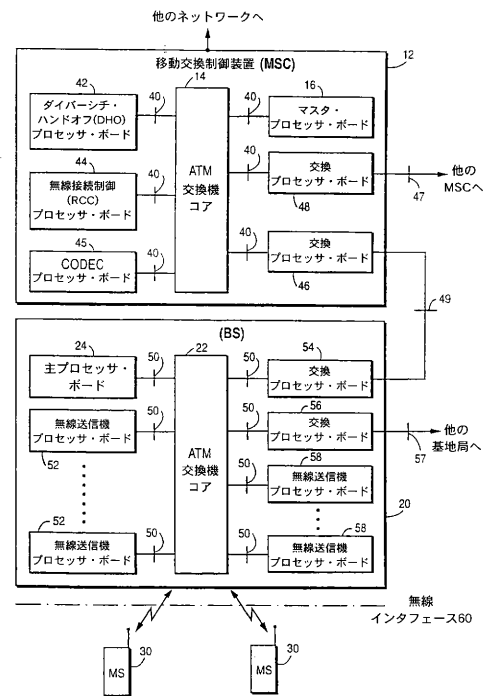 他のネットワークへ
移動交換制御装置 (MSC)
12
42
ダイバーシチ・
ハンドオフ(DHO)
プロセッサ・ボード
40
14
ATM
交換機
コア
40
16
マスタ・
プロセッサ・ボード
44
無線接続制御
(RCC)
プロセッサ・ボード
40
40
交換
プロセッサ・ボード
48
47
他の
MSCへ
45
CODEC
プロセッサ・ボード
40
40
交換
プロセッサ・ボード
46
49
(BS)
24
主プロセッサ・
ボード
50
22
ATM
交換機
コア
50
54
交換
プロセッサ・ボード
無線送信機
プロセッサ・ボード
52
50
50
56
交換
プロセッサ・ボード
57
他の
基地局へ
50
58
無線送信機
プロセッサ・ボード
20
52
無線送信機
プロセッサ・ボード
50
50
58
無線送信機
プロセッサ・ボード
無線
インタフェース60
MS
30
MS
30